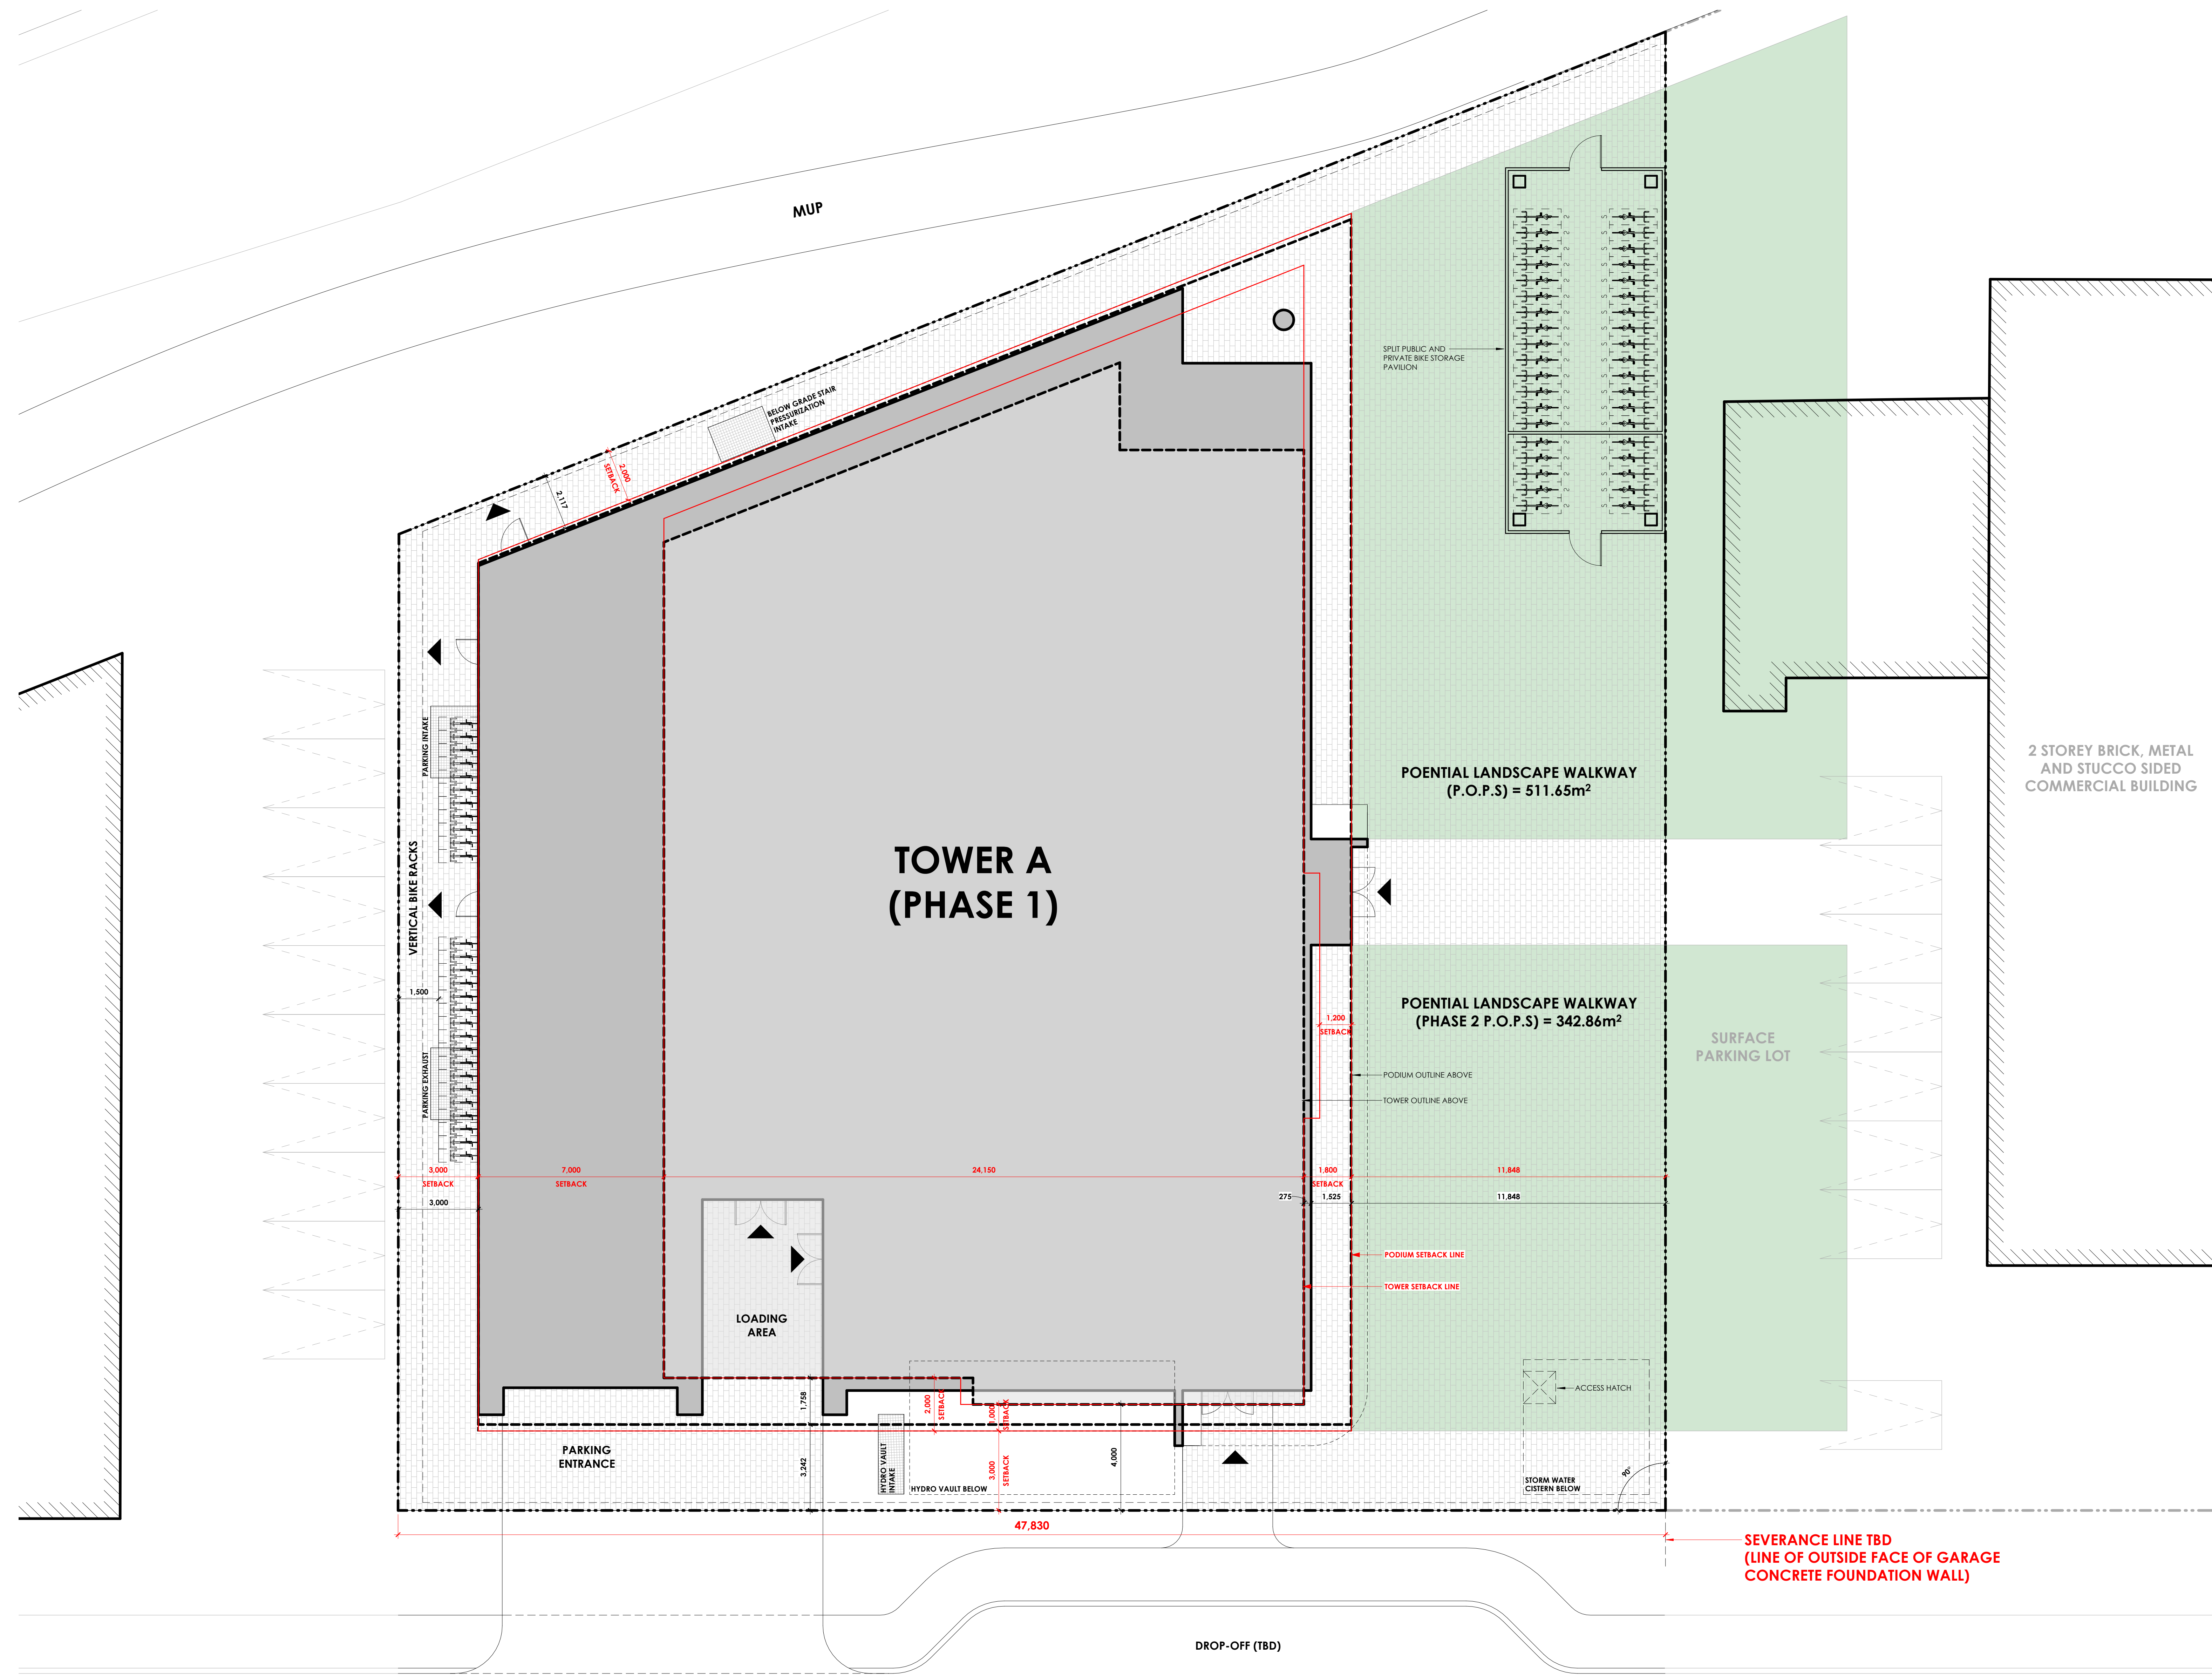 MUP
2,000
SETBACK
2,117
BELOW GRADE STAIR
PRESSURIZATION
INTAKE
SPLIT PUBLIC AND
PRIVATE BIKE STORAGE
PAVILION
PARKING INTAKE
VERTICAL BIKE RACKS
1,500
PARKING EXHAUST
TOWER A
(PHASE 1)
POENTIAL LANDSCAPE WALKWAY
(P.O.P.S) = 511.65m²
2 STOREY BRICK, METAL
AND STUCCO SIDED
COMMERCIAL BUILDING
POENTIAL LANDSCAPE WALKWAY
(PHASE 2 P.O.P.S) = 342.86m²
1,200
SETBACK
SURFACE
PARKING LOT
PODIUM OUTLINE ABOVE
TOWER OUTLINE ABOVE
3,000
SETBACK
7,000
SETBACK
24,150
1,800
SETBACK
11,848
3,000
275
1,525
11,848
PODIUM SETBACK LINE
TOWER SETBACK LINE
LOADING
AREA
1,758
2,000
SETBACK
1,000
SETBACK
ACCESS HATCH
PARKING
ENTRANCE
3,242
HYDRO VAULT
INTAKE
HYDRO VAULT BELOW
3,000
SETBACK
4,000
STORM WATER
CISTERN BELOW
90°
47,830
SEVERANCE LINE TBD
(LINE OF OUTSIDE FACE OF GARAGE
CONCRETE FOUNDATION WALL)
DROP-OFF (TBD)